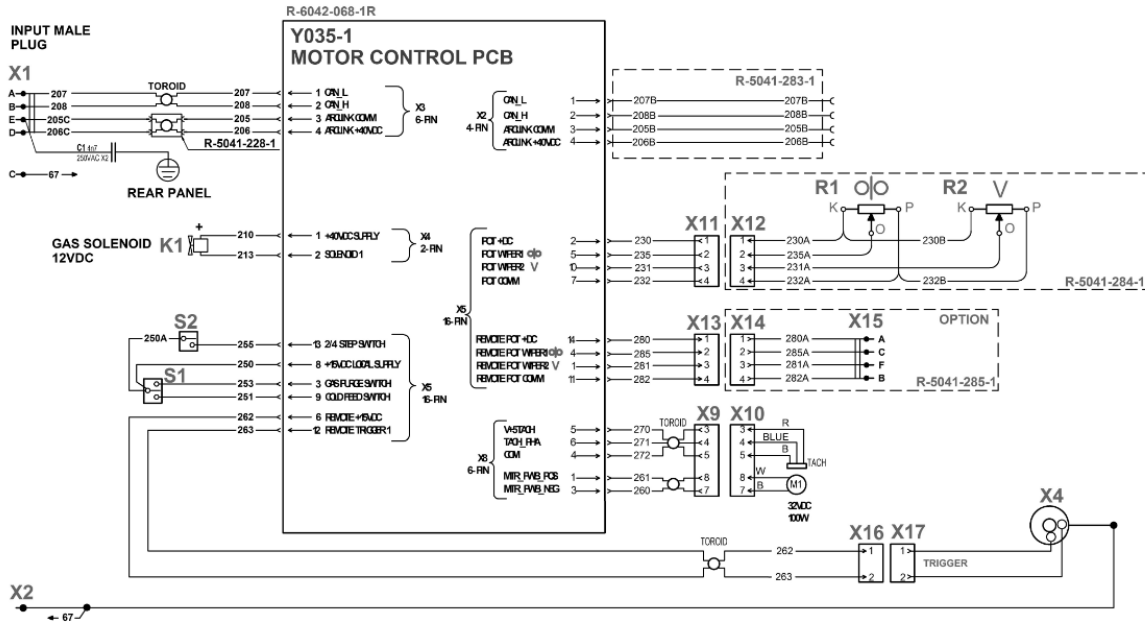 R-6042-068-1R
INPUT MALE
PLUG
X1
A
B
E
D
C
207
208
205C
206C
TOROID
207
208
205
206
C1 4n7
250VAC X2
67
REAR PANEL
R-5041-228-1
Y035-1
MOTOR CONTROL PCB
1 CAN_L
2 CAN_H
3 ARCLINK COMM
4 ARCLINK +40VDC
X3
6-PIN
X2
4-PIN
CAN_L 1
CAN_H 2
ARCLINK COMM 3
ARCLINK +40VDC 4
R-5041-283-1
207B 207B
208B 208B
205B 205B
206B 206B
GAS SOLENOID
12VDC
K1
+
210
213
1 +40VDC SUPPLY
2 SOLENOID 1
X4
2-PIN
X5
16-PIN
POT +DC 2 230
POT WIPER1 5 235
POT WIPER2 V 10 231
POT COMM 7 232
X11
1
2
3
4
X12
1
2
3
4
R1
R2 V
K P O
K P O
230A 230B
235A
231A
232A 232B
R-5041-284-1
REMOTE POT +DC 14 280
REMOTE POT WIPER1 4 285
REMOTE POT WIPER2 V 1 281
REMOTE POT COMM 11 282
X13
1
2
3
4
X14
1
2
3
4
X15
OPTION
280A A
285A C
281A F
282A B
R-5041-285-1
S2
250A
S1
255
250
253
251
262
263
13 2/4 STEP SWITCH
8 +15VDC LOCAL SUPPLY
3 GAS PURGE SWITCH
9 COLD FEED SWITCH
6 REMOTE +15VDC
12 REMOTE TRIGGER 1
X5
16-PIN
X8
6-PIN
V+5TACH 5 270
TACH_PHA 6 271
COM 4 272
MTR_PWB_POS 1 261
MTR_PWB_NEG 3 260
TOROID
X9
3
4
5
8
7
X10
3
4
5
8
7
R
BLUE
B
TACH
W
B
M1
32VDC
100W
TOROID
262
263
X16
1
2
X17
1
2
TRIGGER
X4
X2
67